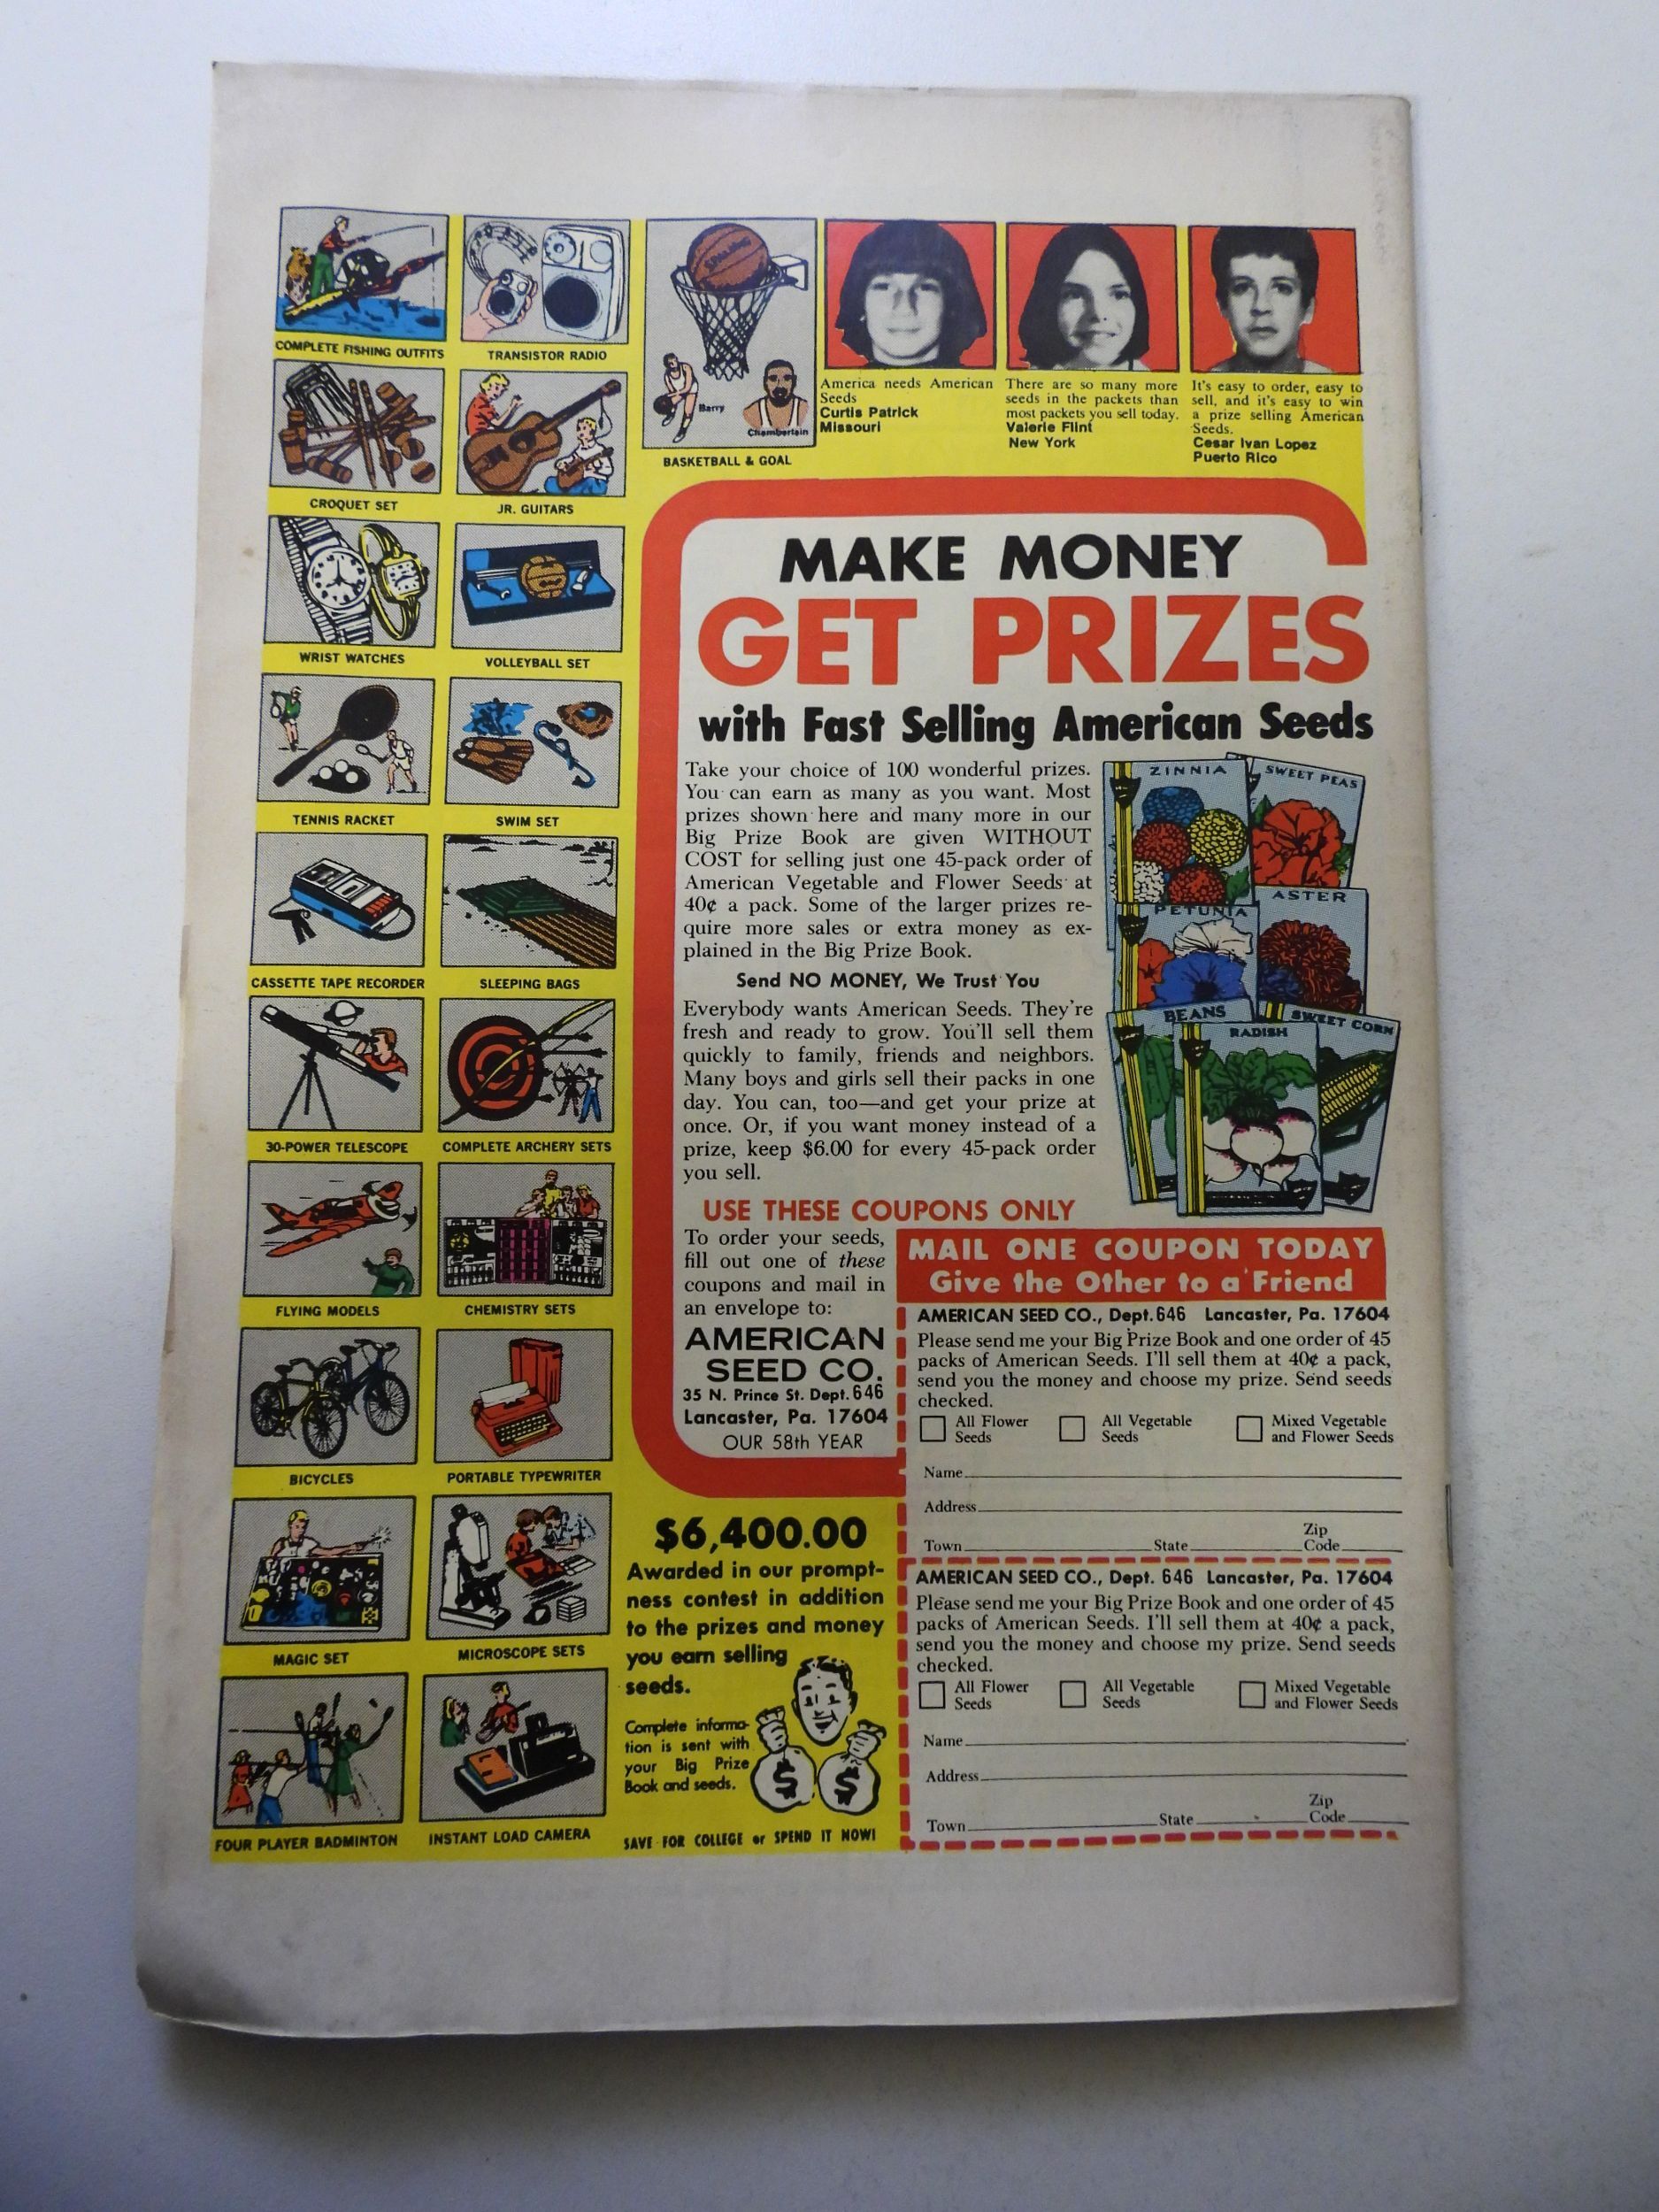 COMPLETE FISHING OUTFITS
TRANSISTOR RADIO
SPALDING
Barry
Chamberlain
BASKETBALL & GOAL
America needs American
Seeds
Curtis Patrick
Missouri
There are so many more
seeds in the packets than
most packets you sell today.
Valerie Flint
New York
It's easy to order, easy to
sell, and it's easy to win
a prize selling American
Seeds.
Cesar Ivan Lopez
Puerto Rico
CROQUET SET
JR. GUITARS
WRIST WATCHES
VOLLEYBALL SET
TENNIS RACKET
SWIM SET
CASSETTE TAPE RECORDER
SLEEPING BAGS
30-POWER TELESCOPE
COMPLETE ARCHERY SETS
FLYING MODELS
CHEMISTRY SETS
BICYCLES
PORTABLE TYPEWRITER
MAGIC SET
MICROSCOPE SETS
FOUR PLAYER BADMINTON
INSTANT LOAD CAMERA
MAKE MONEY
GET PRIZES
with Fast Selling American Seeds
Take your choice of 100 wonderful prizes.
You can earn as many as you want. Most
prizes shown here and many more in our
Big Prize Book are given WITHOUT
COST for selling just one 45-pack order of
American Vegetable and Flower Seeds at
40¢ a pack. Some of the larger prizes re-
quire more sales or extra money as ex-
plained in the Big Prize Book.
Send NO MONEY, We Trust You
Everybody wants American Seeds. They're
fresh and ready to grow. You'll sell them
quickly to family, friends and neighbors.
Many boys and girls sell their packs in one
day. You can, too—and get your prize at
once. Or, if you want money instead of a
prize, keep $6.00 for every 45-pack order
you sell.
ZINNIA
SWEET PEAS
PETUNIA
ASTER
BEANS
RADISH
SWEET CORN
USE THESE COUPONS ONLY
To order your seeds,
fill out one of these
coupons and mail in
an envelope to:
AMERICAN
SEED CO.
35 N. Prince St. Dept. 646
Lancaster, Pa. 17604
OUR 58th YEAR
MAIL ONE COUPON TODAY
Give the Other to a Friend
AMERICAN SEED CO., Dept. 646 Lancaster, Pa. 17604
Please send me your Big Prize Book and one order of 45
packs of American Seeds. I'll sell them at 40¢ a pack,
send you the money and choose my prize. Send seeds
checked.
All Flower
Seeds
All Vegetable
Seeds
Mixed Vegetable
and Flower Seeds
Name
Address
Town State Zip
Code
AMERICAN SEED CO., Dept. 646 Lancaster, Pa. 17604
Please send me your Big Prize Book and one order of 45
packs of American Seeds. I'll sell them at 40¢ a pack,
send you the money and choose my prize. Send seeds
checked.
All Flower
Seeds
All Vegetable
Seeds
Mixed Vegetable
and Flower Seeds
Name
Address
Town State Zip
Code
$6,400.00
Awarded in our prompt-
ness contest in addition
to the prizes and money
you earn selling
seeds.
Complete informa-
tion is sent with
your Big Prize
Book and seeds.
$ $
SAVE FOR COLLEGE or SPEND IT NOW!